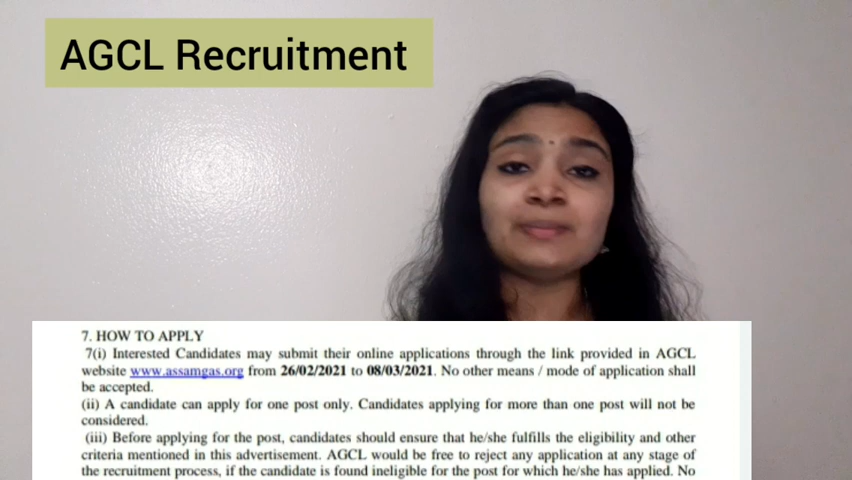 AGCL Recruitment
7. HOW TO APPLY
7(i) Interested Candidates may submit their online applications through the link provided in AGCL
website www.assamgas.org from 26/02/2021 to 08/03/2021. No other means / mode of application shall
be accepted.
(ii) A candidate can apply for one post only. Candidates applying for more than one post will not be
considered.
(iii) Before applying for the post, candidates should ensure that he/she fulfills the eligibility and other
criteria mentioned in this advertisement. AGCL would be free to reject any application at any stage of
the recruitment process, if the candidate is found ineligible for the post for which he/she has applied. No